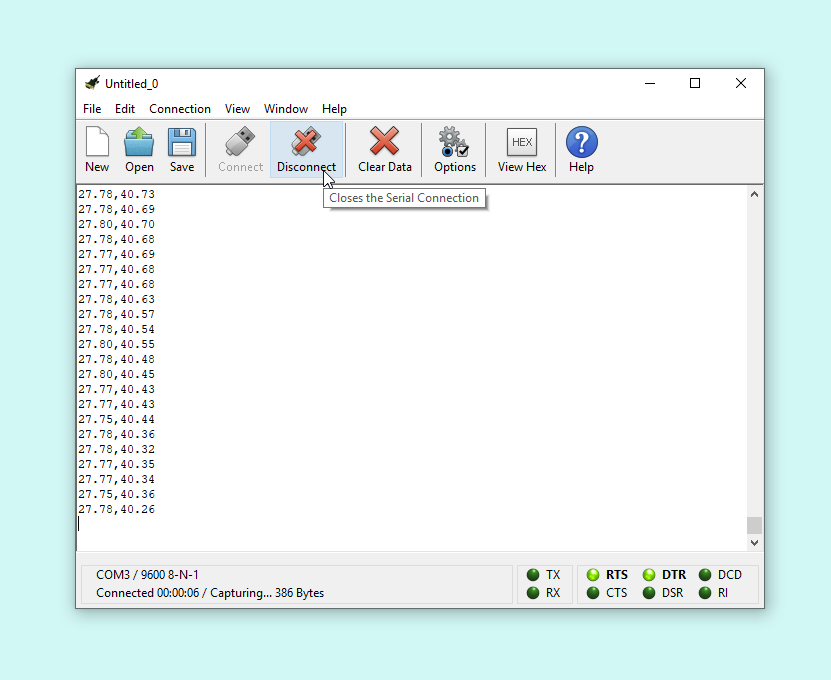 Untitled_0
File Edit Connection View Window Help
New Open Save Connect Disconnect Clear Data Options HEX View Hex Help
Closes the Serial Connection
27.78,40.73
27.78,40.69
27.80,40.70
27.78,40.68
27.77,40.69
27.77,40.68
27.77,40.68
27.78,40.63
27.78,40.57
27.78,40.54
27.80,40.55
27.78,40.48
27.80,40.45
27.77,40.43
27.77,40.43
27.75,40.44
27.78,40.36
27.78,40.32
27.77,40.35
27.77,40.34
27.75,40.36
27.78,40.26
COM3 / 9600 8-N-1
Connected 00:00:06 / Capturing... 386 Bytes
TX RTS DTR DCD
RX CTS DSR RI